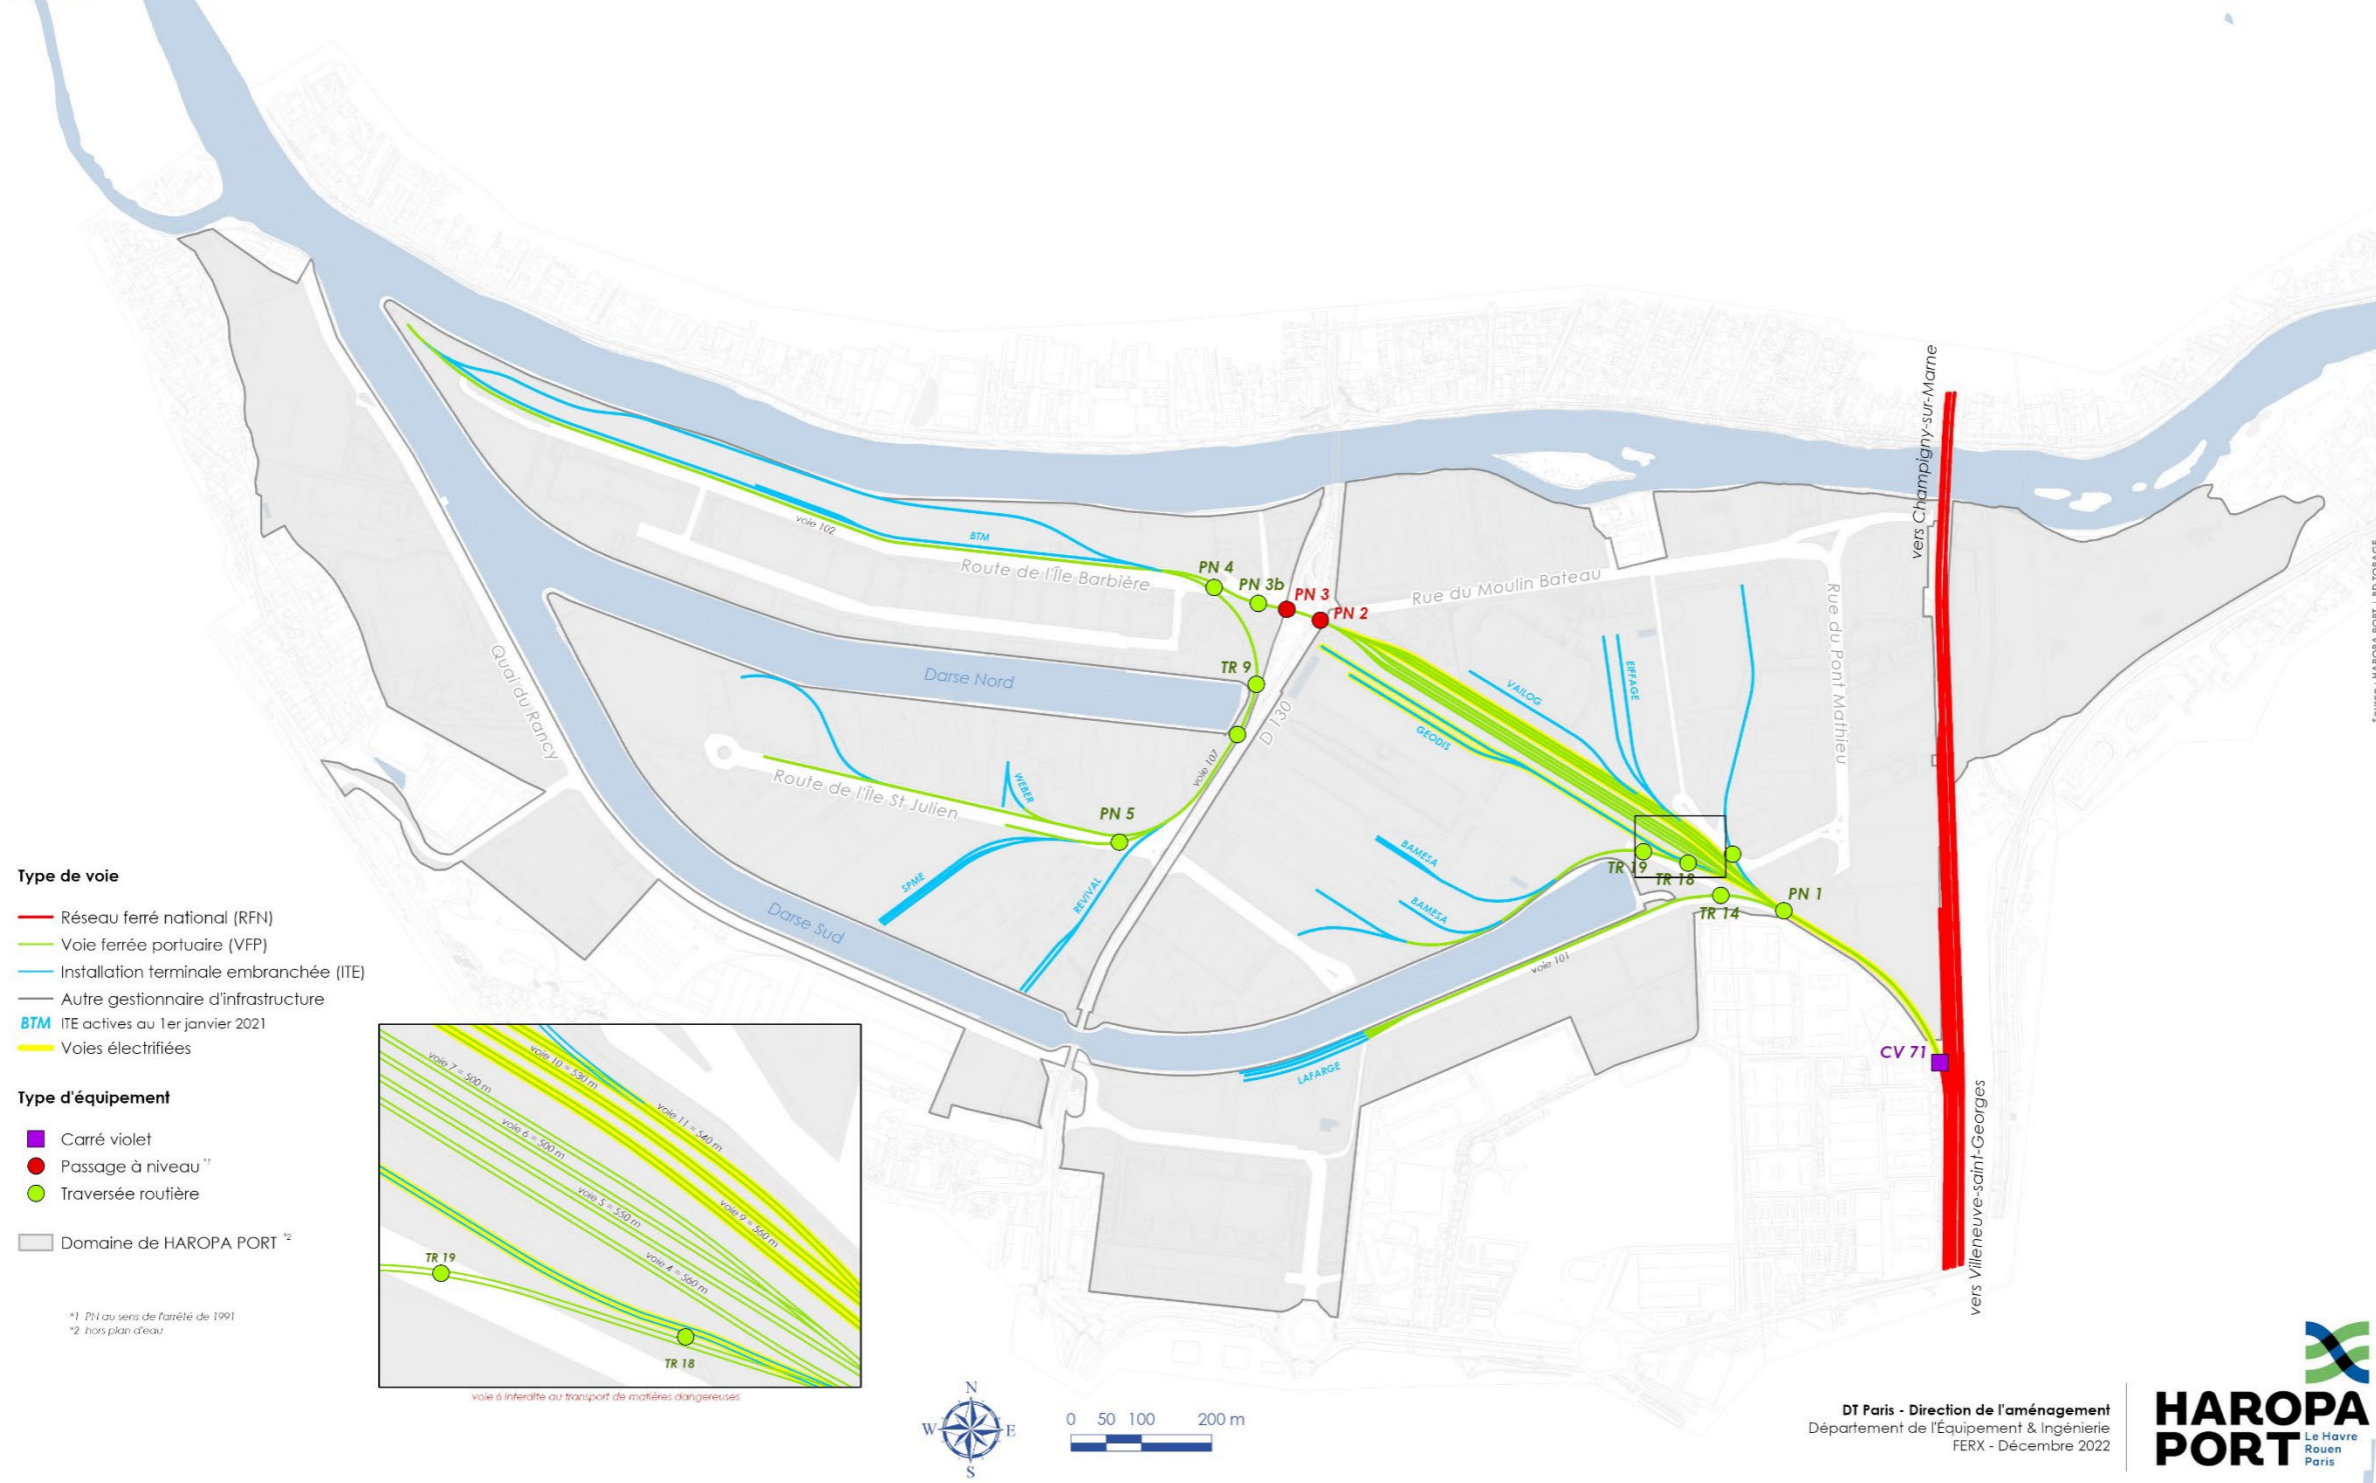 vers Champigny-sur-Marne
voie 102
BTM
Route de l'Île Barbière
PN 4
PN 3b
PN 3
PN 2
Rue du Moulin Bateau
Rue du Pont Mathieu
Quai du Rancy
Darse Nord
TR 9
D 130
voie 107
VAILOG
EIFFAGE
GEODIS
Route de l'Île St Julien
WEBER
PN 5
SPME
REVIVAL
BAMESA
BAMESA
TR 19
TR 18
TR 14
PN 1
Darse Sud
voie 101
LAFARGE
CV 71
vers Villeneuve-saint-Georges
Type de voie
Réseau ferré national (RFN)
Voie ferrée portuaire (VFP)
Installation terminale embranchée (ITE)
Autre gestionnaire d'infrastructure
BTM ITE actives au 1er janvier 2021
Voies électrifiées
Type d'équipement
Carré violet
Passage à niveau *1
Traversée routière
Domaine de HAROPA PORT *2
*1 PN au sens de l'arrêté de 1991
*2 hors plan d'eau
voie 7 = 500 m
voie 10 = 530 m
voie 11 = 540 m
voie 6 = 500 m
voie 5 = 550 m
voie 9 = 560 m
voie 4 = 560 m
TR 19
TR 18
voie 6 interdite au transport de matières dangereuses
N
W
E
S
0 50 100 200 m
DT Paris - Direction de l'aménagement
Département de l'Équipement & Ingénierie
FERX - Décembre 2022
HAROPA
PORT
Le Havre
Rouen
Paris